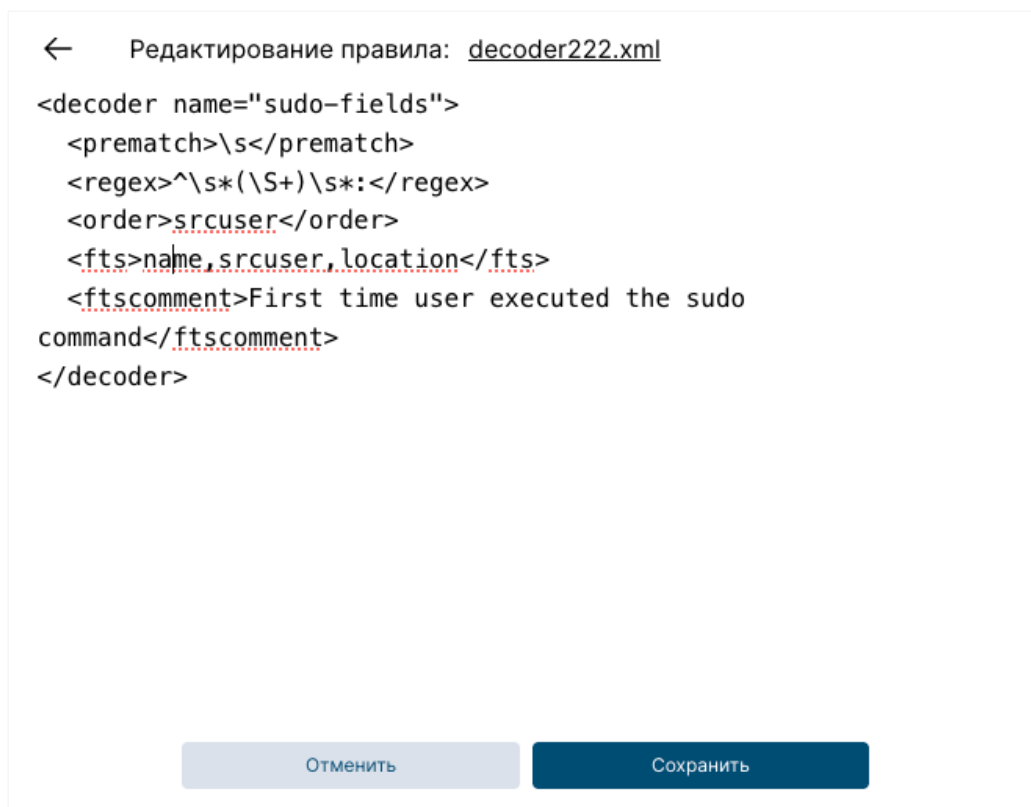 ← Редактирование правила: decoder222.xml
<decoder name="sudo-fields">
  <prematch>\s</prematch>
  <regex>^\s*(\S+)\s*:</regex>
  <order>srcuser</order>
  <fts>name,srcuser,location</fts>
  <ftscomment>First time user executed the sudo
command</ftscomment>
</decoder>
Отменить
Сохранить